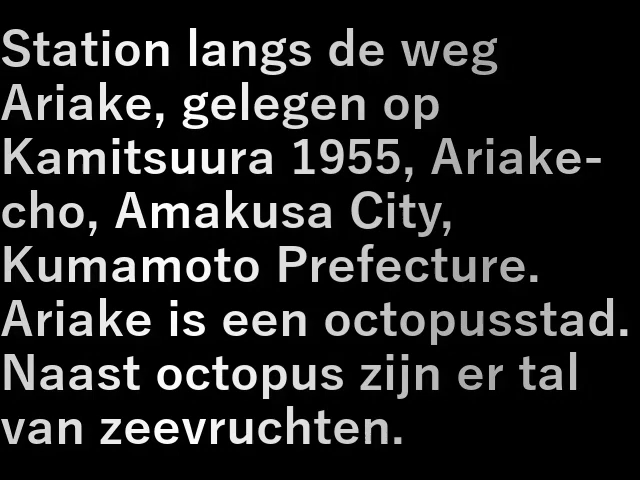 Station langs de weg
Ariake, gelegen op
Kamitsuura 1955, Ariake-
cho, Amakusa City,
Kumamoto Prefecture.
Ariake is een octopusstad.
Naast octopus zijn er tal
van zeevruchten.